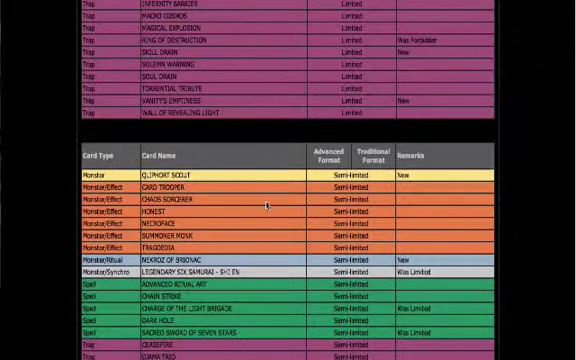 Trap INFERNITY BARRIER Limited
Trap MACRO COSMOS Limited
Trap MAGICAL EXPLOSION Limited
Trap RING OF DESTRUCTION Limited Was Forbidden
Trap SKILL DRAIN Limited New
Trap SOLEMN WARNING Limited
Trap SOUL DRAIN Limited
Trap TORRENTIAL TRIBUTE Limited
Trap VANITY'S EMPTINESS Limited New
Trap WALL OF REVEALING LIGHT Limited
Card Type Card Name Advanced Format Traditional Format Remarks
Monster QLIPHORT SCOUT Semi-limited New
Monster/Effect CARD TROOPER Semi-limited
Monster/Effect CHAOS SORCERER Semi-limited
Monster/Effect HONEST Semi-limited
Monster/Effect NECROFACE Semi-limited
Monster/Effect SUMMONER MONK Semi-limited
Monster/Effect TRAGOEDIA Semi-limited
Monster/Ritual NEKROZ OF BRIONAC Semi-limited New
Monster/Synchro LEGENDARY SIX SAMURAI - SHI EN Semi-limited Was Limited
Spell ADVANCED RITUAL ART Semi-limited
Spell CHAIN STRIKE Semi-limited
Spell CHARGE OF THE LIGHT BRIGADE Semi-limited Was Limited
Spell DARK HOLE Semi-limited
Spell SACRED SWORD OF SEVEN STARS Semi-limited Was Limited
Trap CEASEFIRE Semi-limited
Trap OJAMA TRIO Semi-limited